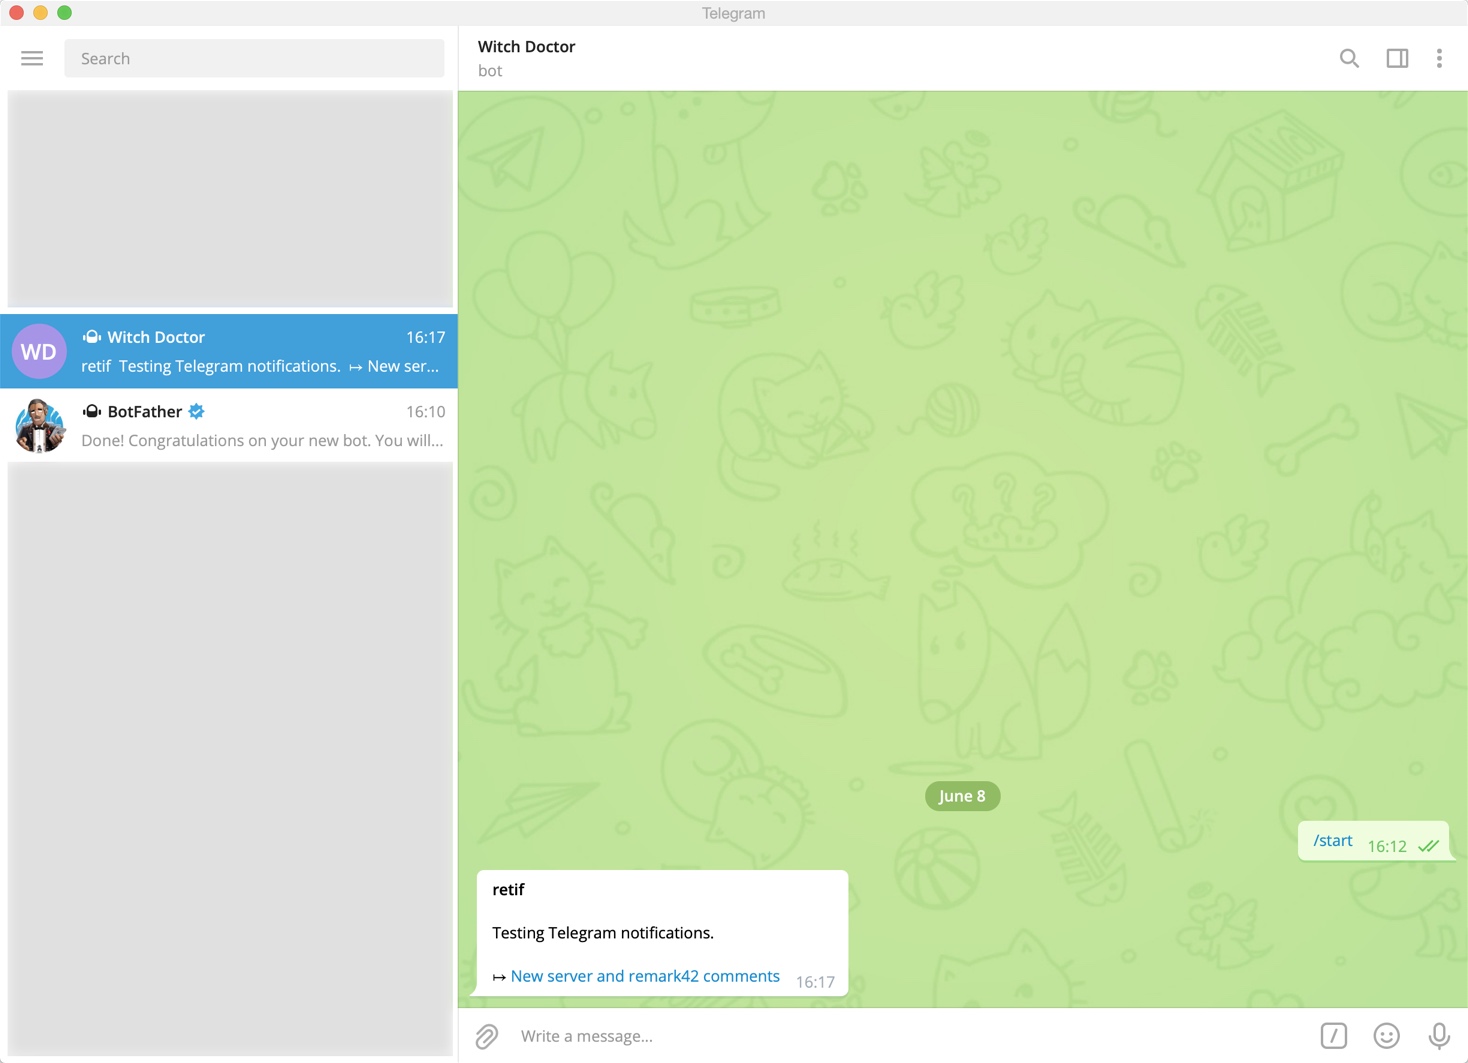 Telegram
Search
Witch Doctor
bot
WD
Witch Doctor 16:17
retif Testing Telegram notifications. ↦ New ser...
BotFather 16:10
Done! Congratulations on your new bot. You will...
June 8
/start 16:12
retif
Testing Telegram notifications.
↦ New server and remark42 comments 16:17
Write a message...